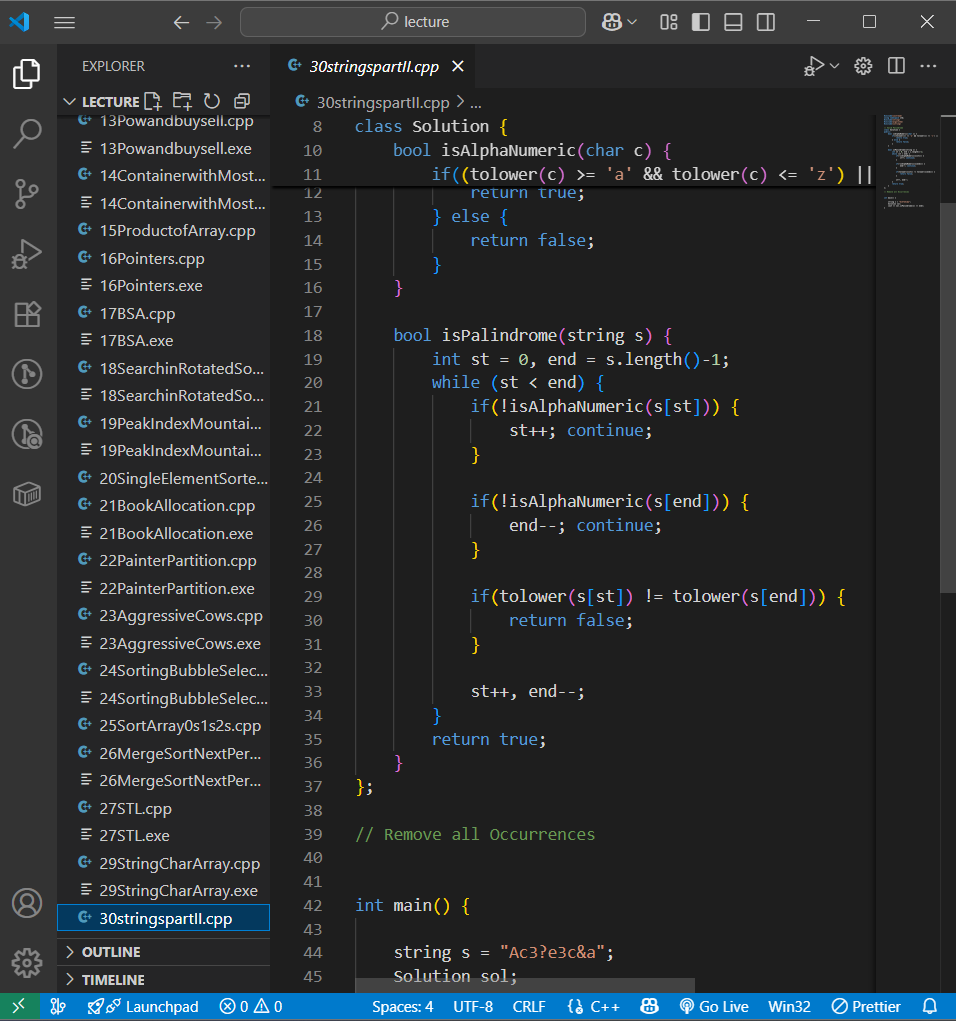 lecture
EXPLORER
LECTURE
13Powandbuysell.cpp
13Powandbuysell.exe
14ContainerwithMost...
14ContainerwithMost...
15ProductofArray.cpp
16Pointers.cpp
16Pointers.exe
17BSA.cpp
17BSA.exe
18SearchinRotatedSo...
18SearchinRotatedSo...
19PeakIndexMountai...
19PeakIndexMountai...
20SingleElementSorte...
21BookAllocation.cpp
21BookAllocation.exe
22PainterPartition.cpp
22PainterPartition.exe
23AggressiveCows.cpp
23AggressiveCows.exe
24SortingBubbleSelec...
24SortingBubbleSelec...
25SortArray0s1s2s.cpp
26MergeSortNextPer...
26MergeSortNextPer...
27STL.cpp
27STL.exe
29StringCharArray.cpp
29StringCharArray.exe
30stringspartII.cpp
OUTLINE
TIMELINE
30stringspartII.cpp
30stringspartII.cpp > ...
8 class Solution {
10 bool isAlphaNumeric(char c) {
11 if((tolower(c) >= 'a' && tolower(c) <= 'z') ||
12 return true;
13 } else {
14 return false;
15 }
16 }
17
18 bool isPalindrome(string s) {
19 int st = 0, end = s.length()-1;
20 while (st < end) {
21 if(!isAlphaNumeric(s[st])) {
22 st++; continue;
23 }
24
25 if(!isAlphaNumeric(s[end])) {
26 end--; continue;
27 }
28
29 if(tolower(s[st]) != tolower(s[end])) {
30 return false;
31 }
32
33 st++, end--;
34 }
35 return true;
36 }
37 };
38
39 // Remove all Occurrences
40
41
42 int main() {
43
44 string s = "Ac3?e3c&a";
45 Solution sol;
Launchpad
0
0
Spaces: 4
UTF-8
CRLF
C++
Go Live
Win32
Prettier